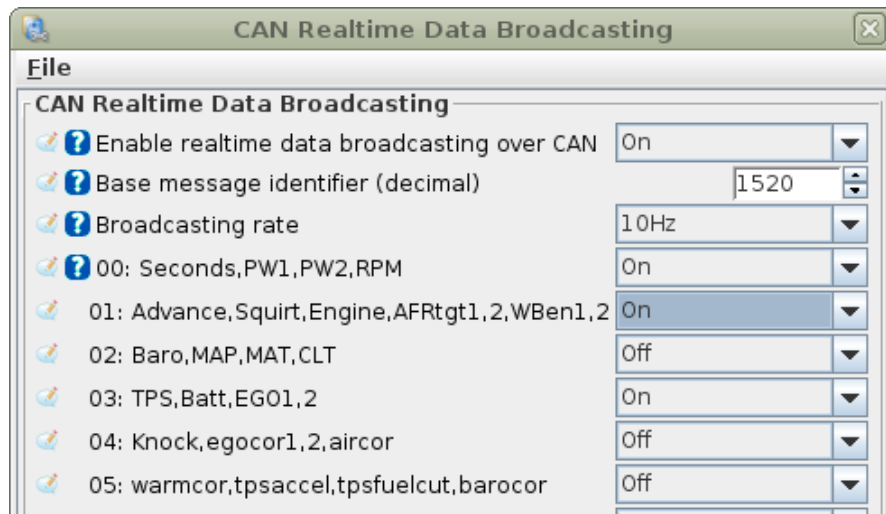 CAN Realtime Data Broadcasting
File
CAN Realtime Data Broadcasting
? Enable realtime data broadcasting over CAN On
? Base message identifier (decimal) 1520
? Broadcasting rate 10Hz
? 00: Seconds,PW1,PW2,RPM On
01: Advance,Squirt,Engine,AFRtgt1,2,WBen1,2 On
02: Baro,MAP,MAT,CLT Off
03: TPS,Batt,EGO1,2 On
04: Knock,egocor1,2,aircor Off
05: warmcor,tpsaccel,tpsfuelcut,barocor Off